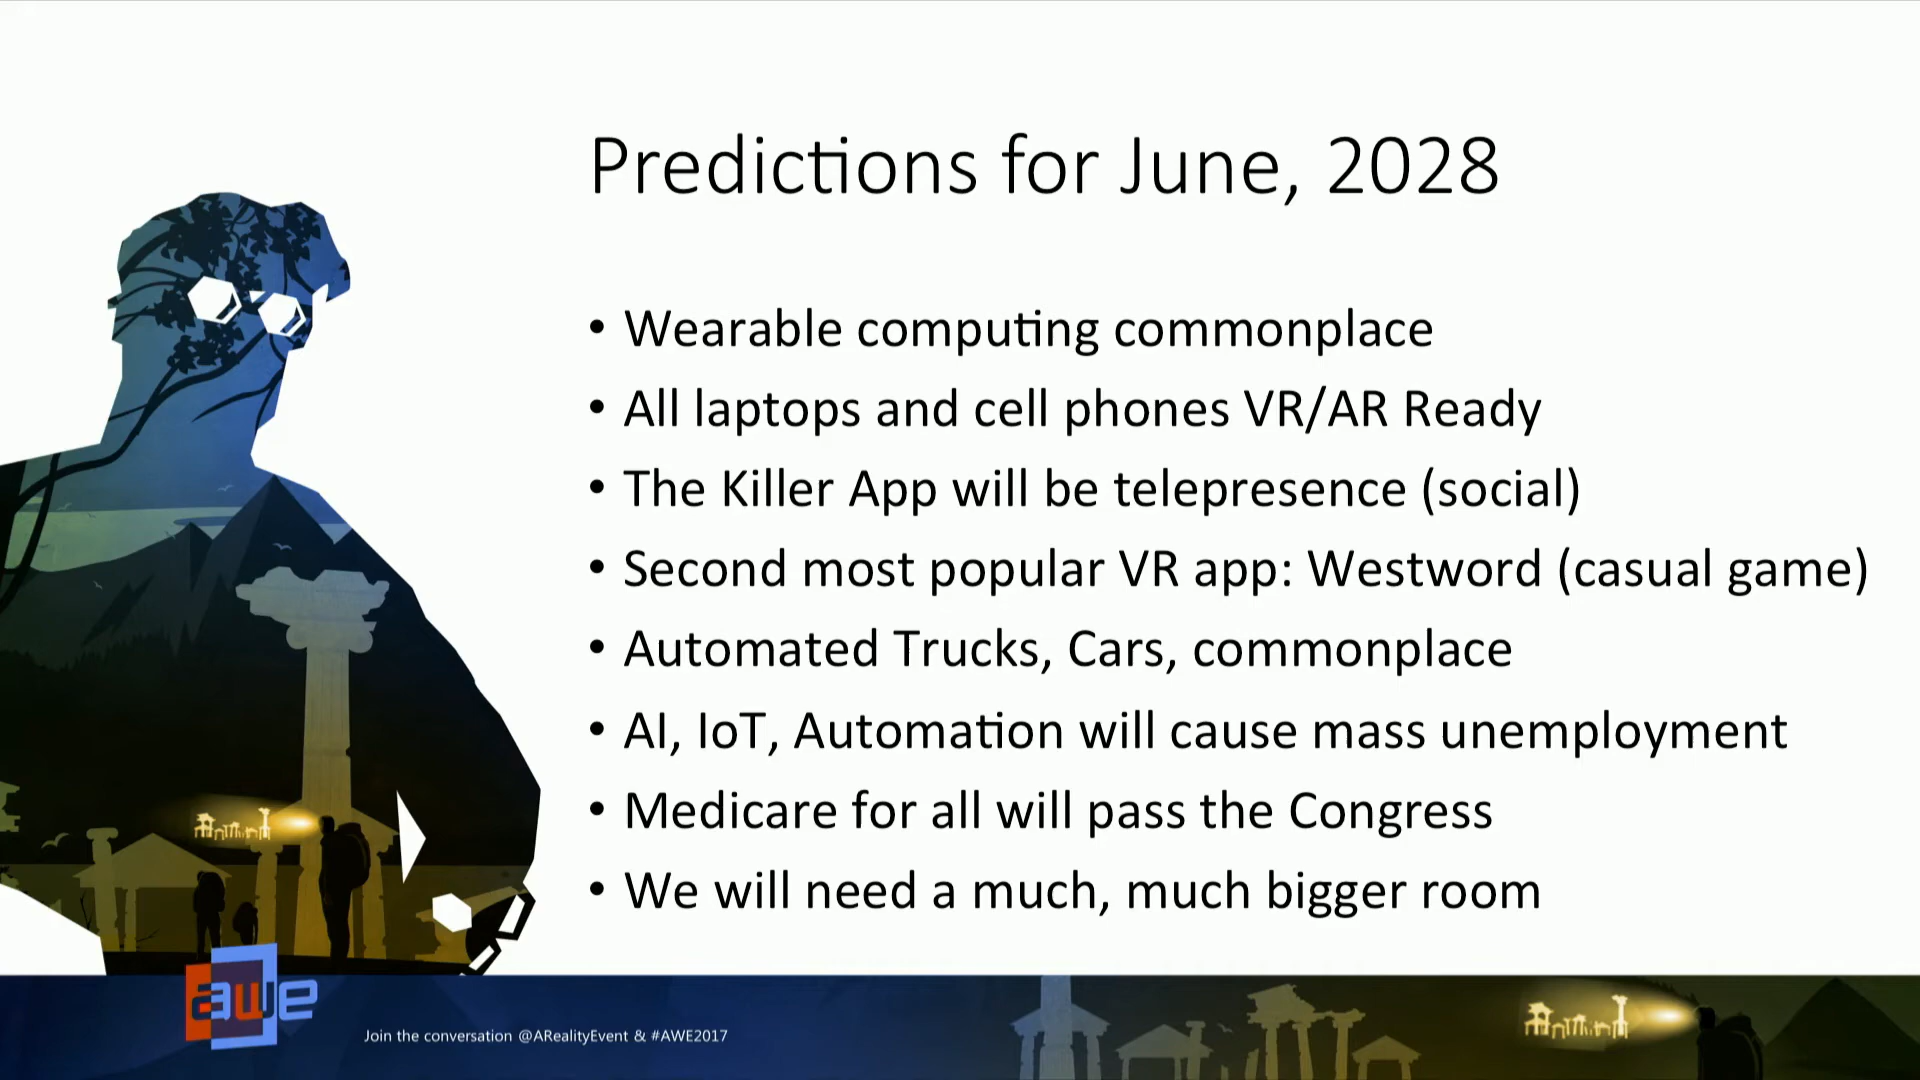 Predictions for June, 2028
• Wearable computing commonplace
• All laptops and cell phones VR/AR Ready
• The Killer App will be telepresence (social)
• Second most popular VR app: Westword (casual game)
• Automated Trucks, Cars, commonplace
• AI, IoT, Automation will cause mass unemployment
• Medicare for all will pass the Congress
• We will need a much, much bigger room
awe
Join the conversation @ARealityEvent & #AWE2017